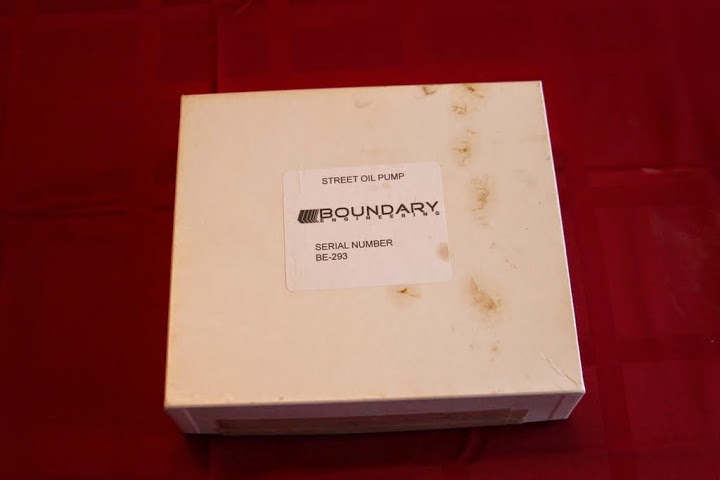 STREET OIL PUMP
BOUNDARY
ENGINEERING
SERIAL NUMBER
BE-293